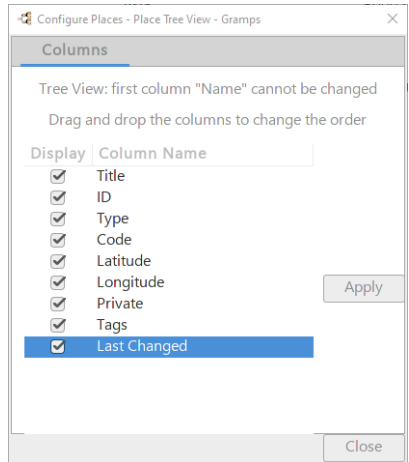 Configure Places - Place Tree View - Gramps
Columns
Tree View: first column "Name" cannot be changed
Drag and drop the columns to change the order
Display Column Name
Title
ID
Type
Code
Latitude
Longitude
Apply
Private
Tags
Last Changed
Close